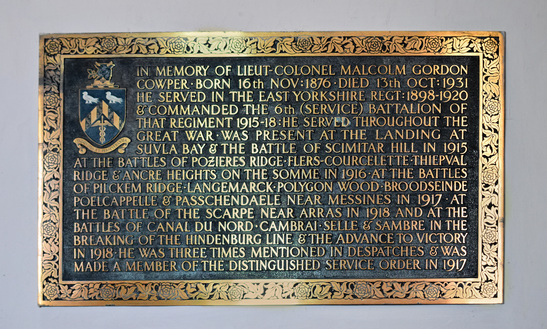 IN MEMORY OF LIEUT-COLONEL MALCOLM GORDON
COWPER·BORN 16TH NOV:1876·DIED 13TH OCT:1931
HE SERVED IN THE EAST YORKSHIRE REGT:1898-1920
& COMMANDED THE 6TH (SERVICE) BATTALION OF
THAT REGIMENT 1915-18:HE SERVED THROUGHOUT THE
GREAT WAR·WAS PRESENT AT THE LANDING AT
SUVLA BAY & THE BATTLE OF SCIMITAR HILL IN 1915
AT THE BATTLES OF POZIERES RIDGE·FLERS-COURCELETTE·THIEPVAL
RIDGE & ANCRE HEIGHTS ON THE SOMME IN 1916·AT THE BATTLES
OF PILCKEM RIDGE·LANGEMARCK·POLYGON WOOD·BROODSEINDE
POELCAPPELLE & PASSCHENDAELE, NEAR MESSINES IN 1917·AT
THE BATTLE OF THE SCARPE NEAR ARRAS IN 1918 AND AT THE
BATTLES OF CANAL DU NORD·CAMBRAI·SELLE & SAMBRE IN THE
BREAKING OF THE HINDENBURG LINE & THE ADVANCE TO VICTORY
IN 1918·HE WAS THREE TIMES MENTIONED IN DESPATCHES & WAS
MADE A MEMBER OF THE DISTINGUISHED SERVICE ORDER IN 1917